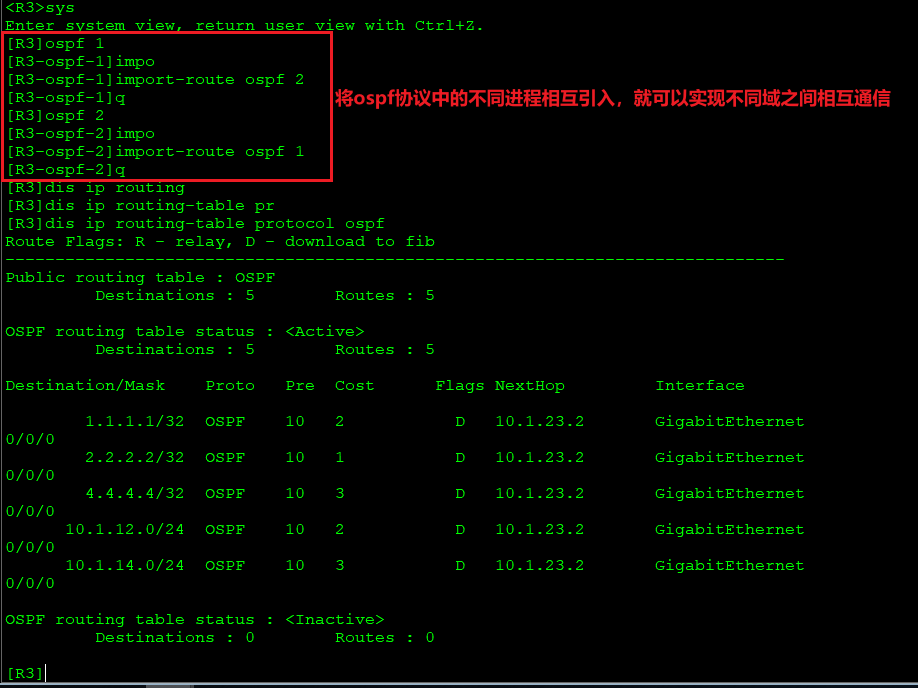 <R3>sys
Enter system view, return user view with Ctrl+Z.
[R3]ospf 1
[R3-ospf-1]impo
[R3-ospf-1]import-route ospf 2
[R3-ospf-1]q
将ospf协议中的不同进程相互引入，就可以实现不同域之间相互通信
[R3]ospf 2
[R3-ospf-2]impo
[R3-ospf-2]import-route ospf 1
[R3-ospf-2]q
[R3]dis ip routing
[R3]dis ip routing-table pr
[R3]dis ip routing-table protocol ospf
Route Flags: R - relay, D - download to fib
------------------------------------------------------------------------------
Public routing table : OSPF
         Destinations : 5        Routes : 5
OSPF routing table status : <Active>
         Destinations : 5        Routes : 5
Destination/Mask    Proto   Pre  Cost      Flags NextHop         Interface
        1.1.1.1/32  OSPF    10   2           D   10.1.23.2       GigabitEthernet
0/0/0
        2.2.2.2/32  OSPF    10   1           D   10.1.23.2       GigabitEthernet
0/0/0
        4.4.4.4/32  OSPF    10   3           D   10.1.23.2       GigabitEthernet
0/0/0
      10.1.12.0/24  OSPF    10   2           D   10.1.23.2       GigabitEthernet
0/0/0
      10.1.14.0/24  OSPF    10   3           D   10.1.23.2       GigabitEthernet
0/0/0
OSPF routing table status : <Inactive>
         Destinations : 0        Routes : 0
[R3]